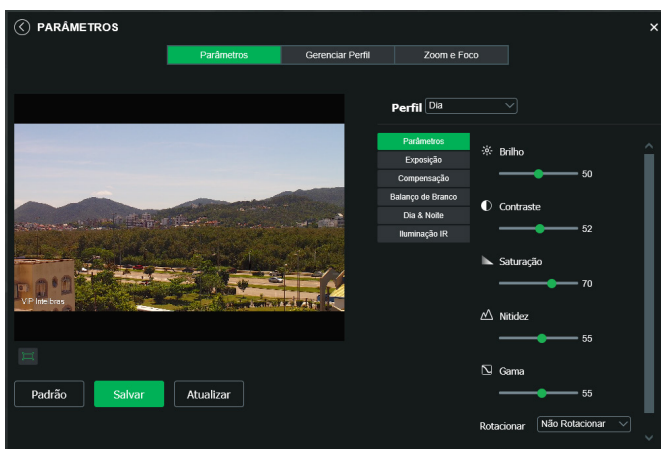 PARÂMETROS
Parâmetros
Gerenciar Perfil
Zoom e Foco
Perfil
Dia
Parâmetros
Exposição
Compensação
Balanço de Branco
Dia & Noite
Iluminação IR
Brilho
50
Contraste
52
Saturação
70
Nitidez
55
Gama
55
Rotacionar
Não Rotacionar
VIP Intelbras
Padrão
Salvar
Atualizar